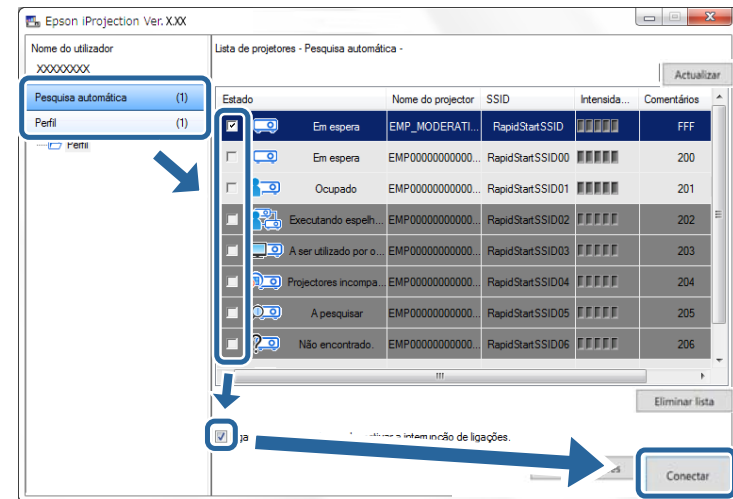 Epson iProjection Ver. X.XX
Nome do utilizador
XXXXXXXX
Lista de projetores - Pesquisa automática -
Actualizar
Pesquisa automática (1)
Perfil (1)
Perfil
Estado Nome do projector SSID Intensida... Comentários
Em espera EMP_MODERATI... RapidStartSSID FFF
Em espera EMP00000000000... RapidStartSSID00 200
Ocupado EMP00000000000... RapidStartSSID01 201
Executando espelh... EMP00000000000... RapidStartSSID02 202
A ser utilizado por o... EMP00000000000... RapidStartSSID03 203
Projectores incompa... EMP00000000000... RapidStartSSID04 204
A pesquisar EMP00000000000... RapidStartSSID05 205
Não encontrado. EMP00000000000... RapidStartSSID06 206
Eliminar lista
a interrupção de ligações.
Conectar